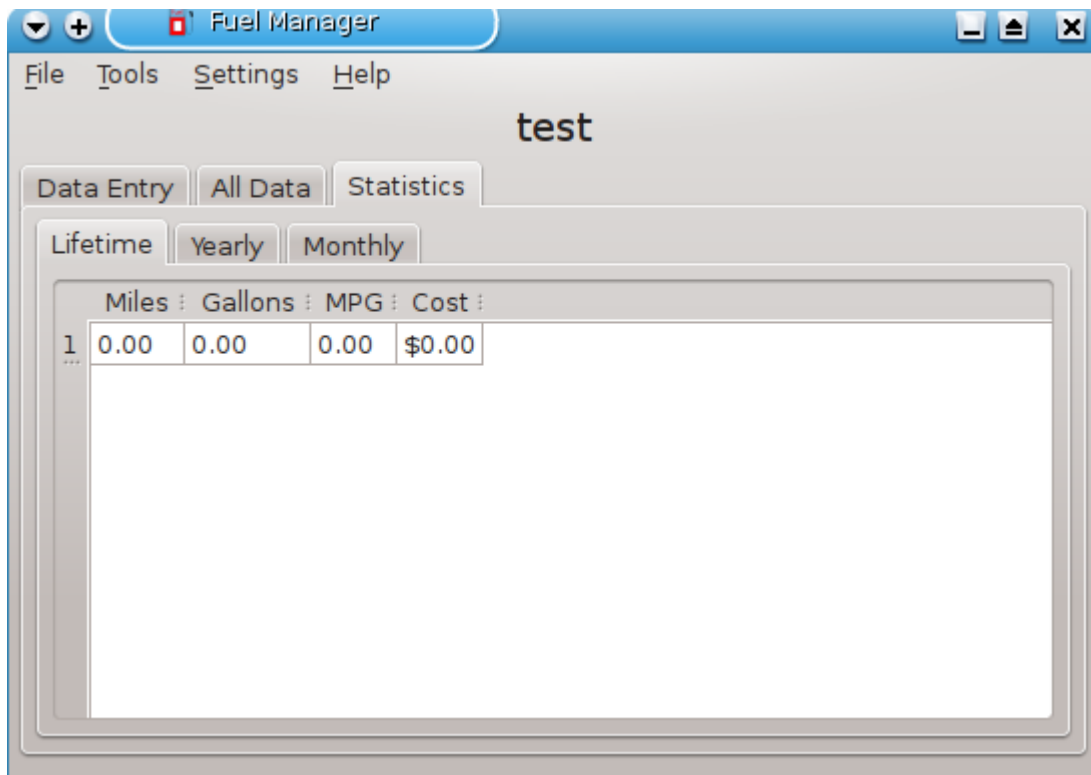 Fuel Manager
File Tools Settings Help
test
Data Entry All Data Statistics
Lifetime Yearly Monthly
Miles Gallons MPG Cost
1 0.00 0.00 0.00 $0.00